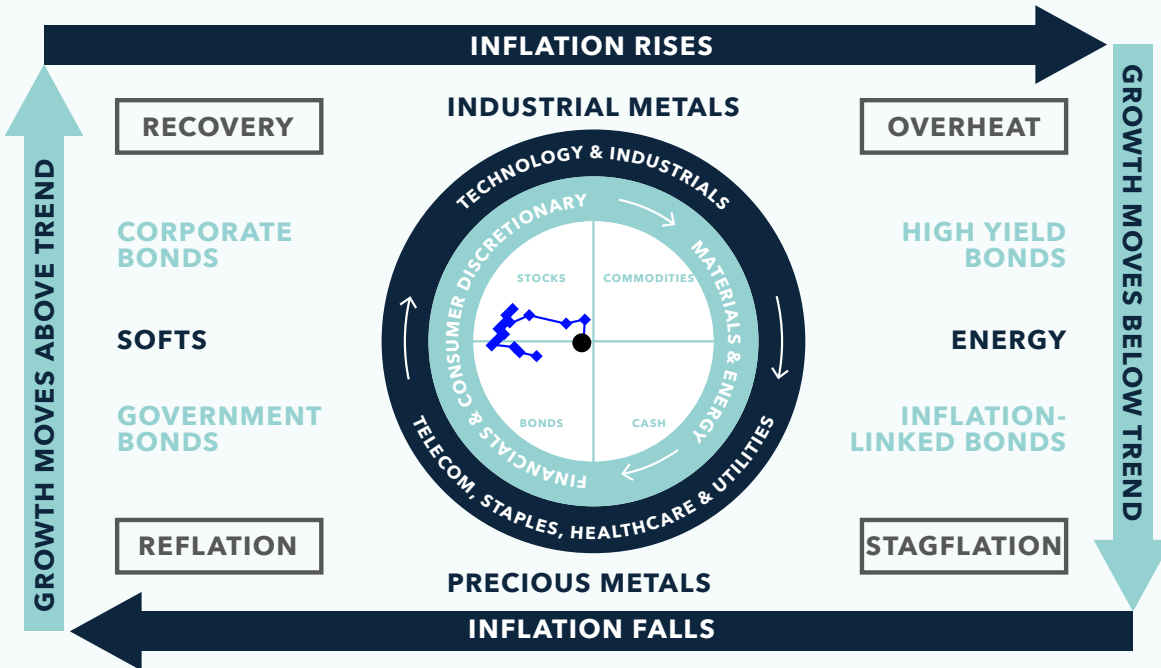 INFLATION RISES
GROWTH MOVES ABOVE TREND
GROWTH MOVES BELOW TREND
RECOVERY
INDUSTRIAL METALS
OVERHEAT
TECHNOLOGY & INDUSTRIALS
FINANCIALS & CONSUMER DISCRETIONARY
MATERIALS & ENERGY
CORPORATE
BONDS
HIGH YIELD
BONDS
STOCKS
COMMODITIES
SOFTS
ENERGY
GOVERNMENT
BONDS
INFLATION-
LINKED BONDS
BONDS
CASH
TELECOM, STAPLES, HEALTHCARE & UTILITIES
REFLATION
STAGFLATION
PRECIOUS METALS
INFLATION FALLS